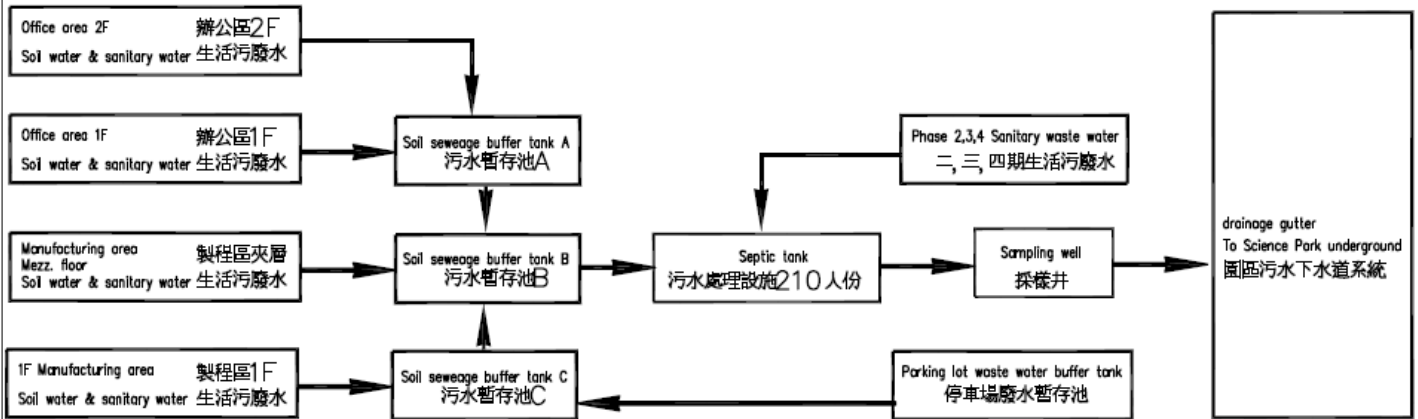 Office area 2F 辦公區2F
Soil water & sanitary water 生活污廢水
Office area 1F 辦公區1F
Soil water & sanitary water 生活污廢水
Soil seweage buffer tank A
污水暫存池A
Phase 2,3,4 Sanitary waste water
二, 三, 四期生活污廢水
Manufacturing area 製程區夾層
Mezz. floor
Soil water & sanitary water 生活污廢水
Soil seweage buffer tank B
污水暫存池B
Septic tank
污水處理設施210人份
Sampling well
採樣井
drainage gutter
To Science Park underground
園區污水下水道系統
1F Manufacturing area 製程區1F
Soil water & sanitary water 生活污廢水
Soil seweage buffer tank C
污水暫存池C
Parking lot waste water buffer tank
停車場廢水暫存池